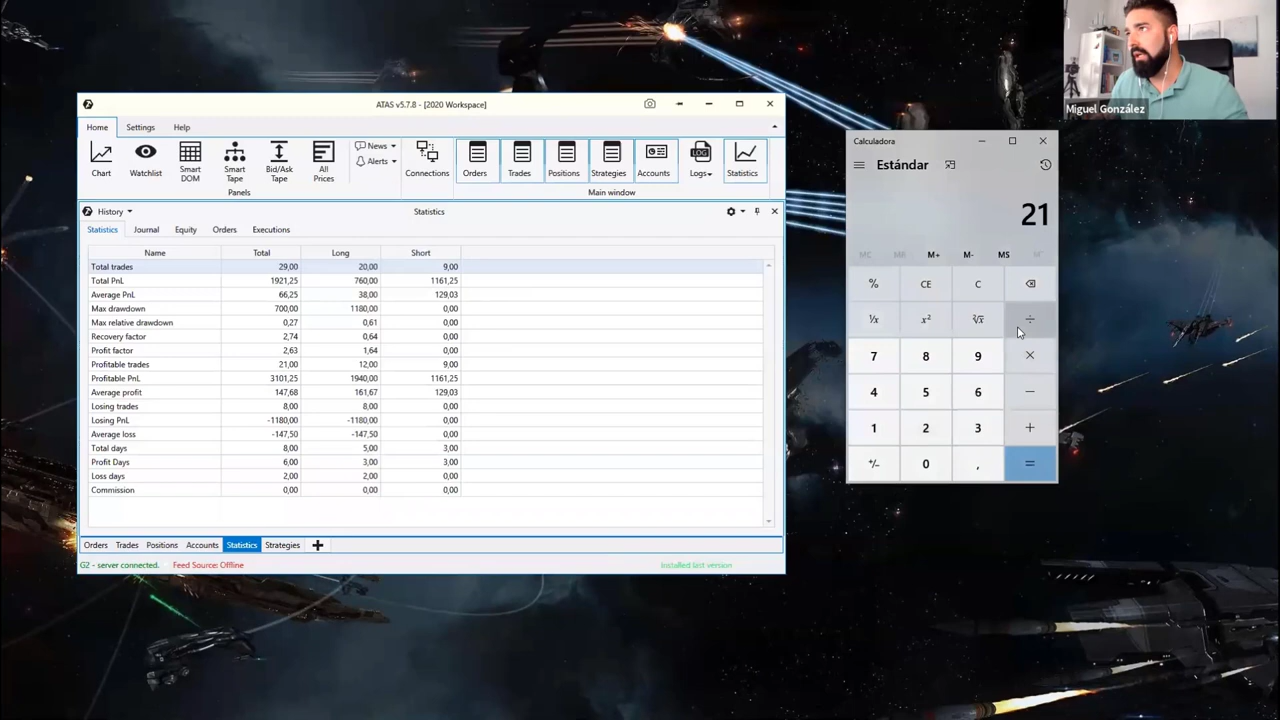 Miguel González
ATAS v5.7.8 - [2020 Workspace]
Home Settings Help
Chart Watchlist Smart DOM Smart Tape Bid/Ask Tape All Prices News Alerts Connections Orders Trades Positions Strategies Accounts LOG Logs Statistics
Panels Main window
History Statistics
Statistics Journal Equity Orders Executions
Name Total Long Short
Total trades 29,00 20,00 9,00
Total PnL 1921,25 760,00 1161,25
Average PnL 66,25 38,00 129,03
Max drawdown 700,00 1180,00 0,00
Max relative drawdown 0,27 0,61 0,00
Recovery factor 2,74 0,64 0,00
Profit factor 2,63 1,64 0,00
Profitable trades 21,00 12,00 9,00
Profitable PnL 3101,25 1940,00 1161,25
Average profit 147,68 161,67 129,03
Losing trades 8,00 8,00 0,00
Losing PnL -1180,00 -1180,00 0,00
Average loss -147,50 -147,50 0,00
Total days 8,00 5,00 3,00
Profit Days 6,00 3,00 3,00
Loss days 2,00 2,00 0,00
Commission 0,00 0,00 0,00
Orders Trades Positions Accounts Statistics Strategies +
G2 - server connected. Feed Source: Offline Installed last version
Calculadora
Estándar
21
MC MR M+ M- MS
% CE C
⅟x x² ²√x ÷
7 8 9 ×
4 5 6 −
1 2 3 +
+/- 0 , =